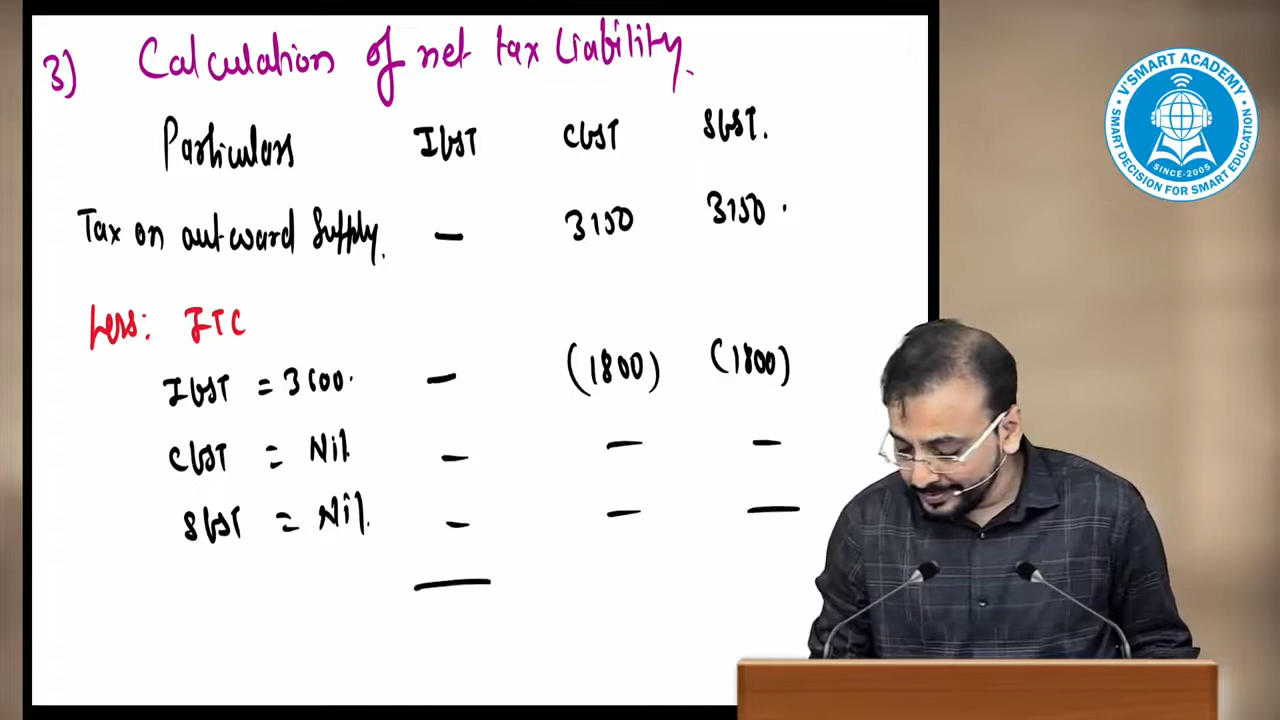 3) Calculation of net tax liability.
Particulars IGST CGST SGST.
Tax on outward supply. — 3150 3150.
Less: ITC
IGST = 3600. — (1800) (1800)
CGST = Nil — — —
SGST = Nil. — — —
V'SMART ACADEMY
SINCE-2005
SMART DECISION FOR SMART EDUCATION